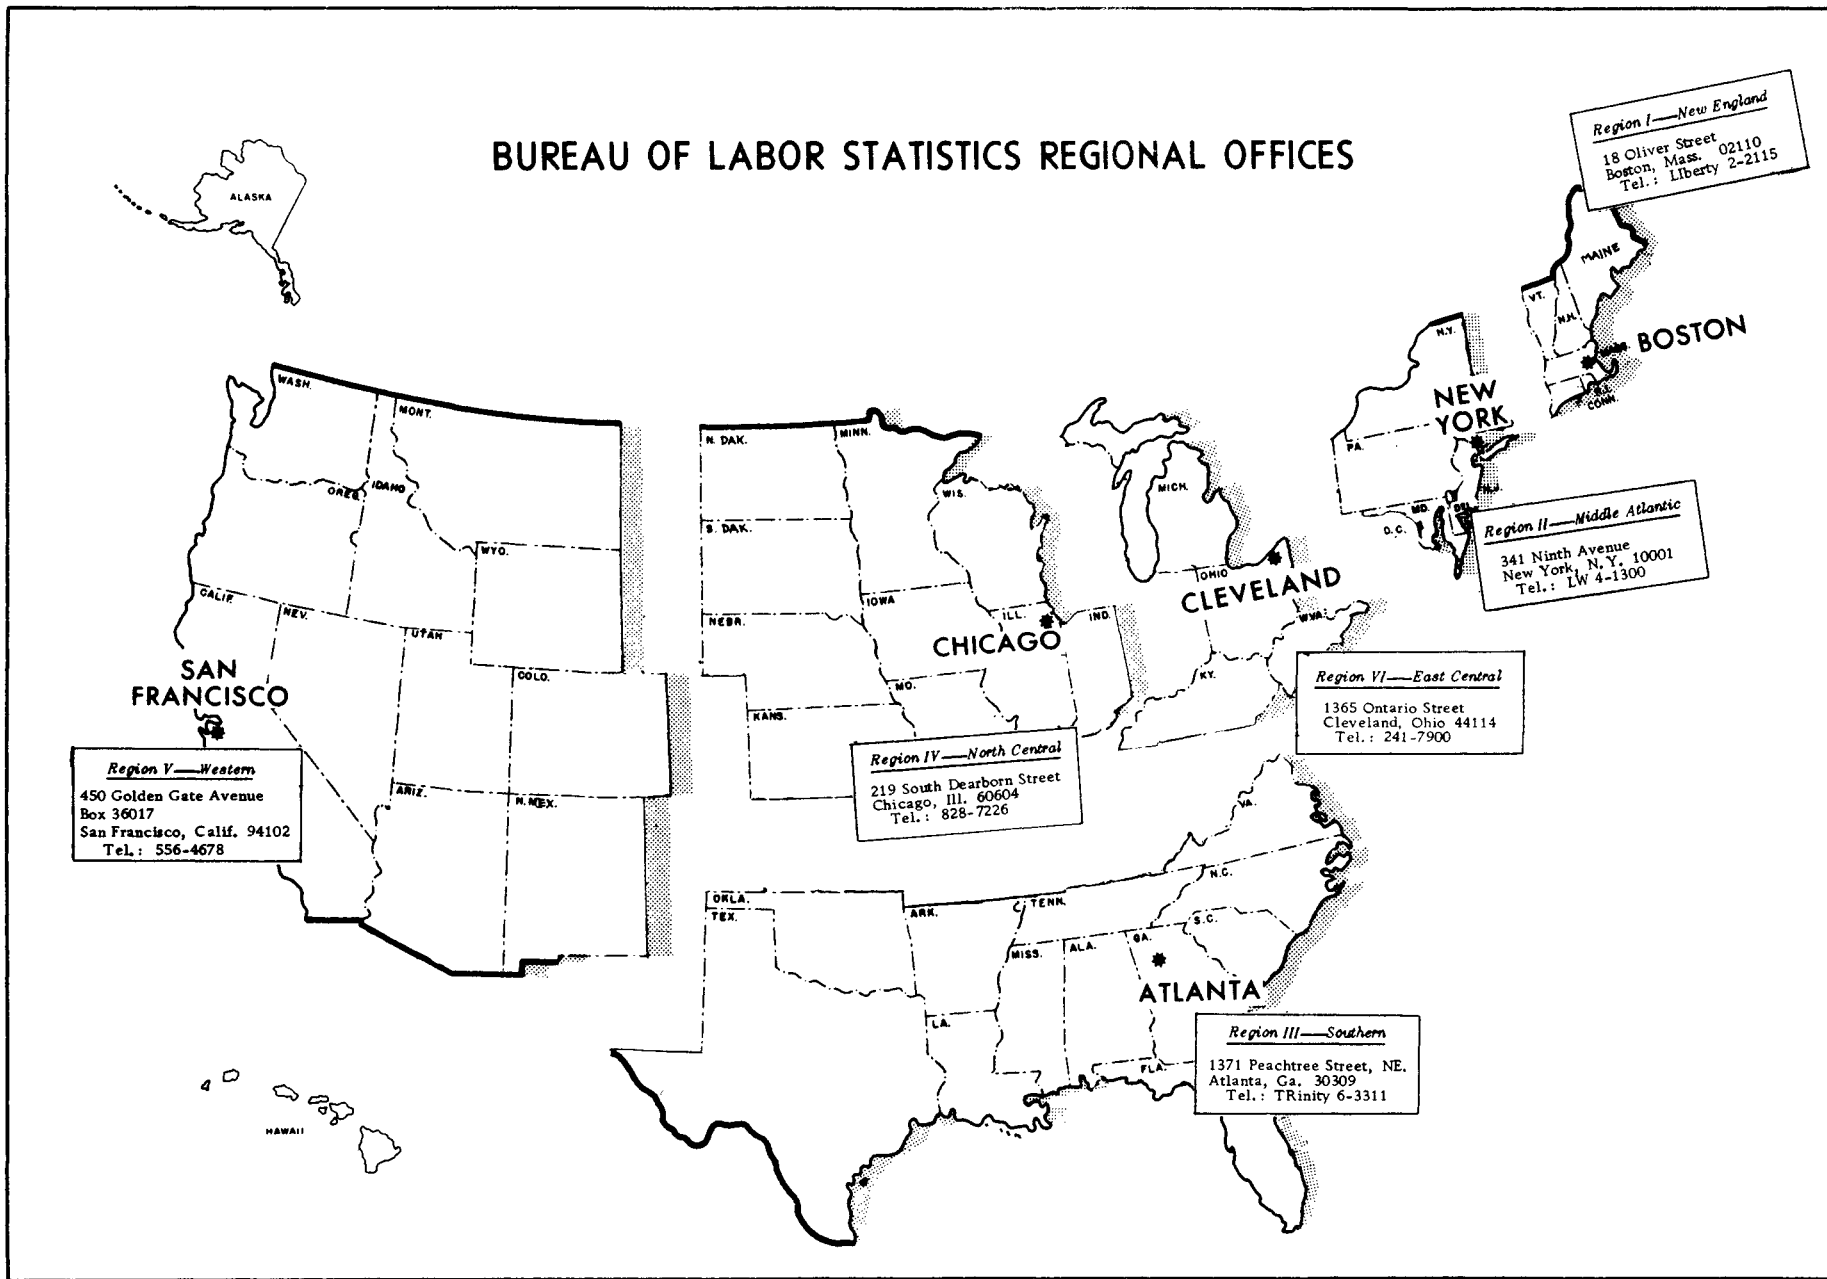 BUREAU OF LABOR STATISTICS REGIONAL OFFICES
Region I—New England
18 Oliver Street
Boston, Mass. 02110
Tel.: LIberty 2-2115
ALASKA
MAINE
VT.
N.H.
MASS.
BOSTON
R.I.
CONN.
N.Y.
NEW
YORK
PA.
N.J.
MD.
DEL.
D.C.
Region II—Middle Atlantic
341 Ninth Avenue
New York, N.Y. 10001
Tel.: LW 4-1300
WASH.
MONT.
OREG.
IDAHO
WYO.
CALIF.
NEV.
UTAH
COLO.
ARIZ.
N.MEX.
SAN
FRANCISCO
Region V—Western
450 Golden Gate Avenue
Box 36017
San Francisco, Calif. 94102
Tel.: 556-4678
N. DAK.
MINN.
S. DAK.
WIS.
IOWA
NEBR.
ILL.
IND.
CHICAGO
MO.
KANS.
Region IV—North Central
219 South Dearborn Street
Chicago, Ill. 60604
Tel.: 828-7226
MICH.
OHIO
CLEVELAND
W.VA.
KY.
Region VI—East Central
1365 Ontario Street
Cleveland, Ohio 44114
Tel.: 241-7900
VA.
N.C.
OKLA.
TEX.
ARK.
TENN.
S.C.
MISS.
ALA.
GA.
ATLANTA
LA.
FLA.
Region III—Southern
1371 Peachtree Street, NE.
Atlanta, Ga. 30309
Tel.: TRinity 6-3311
HAWAII